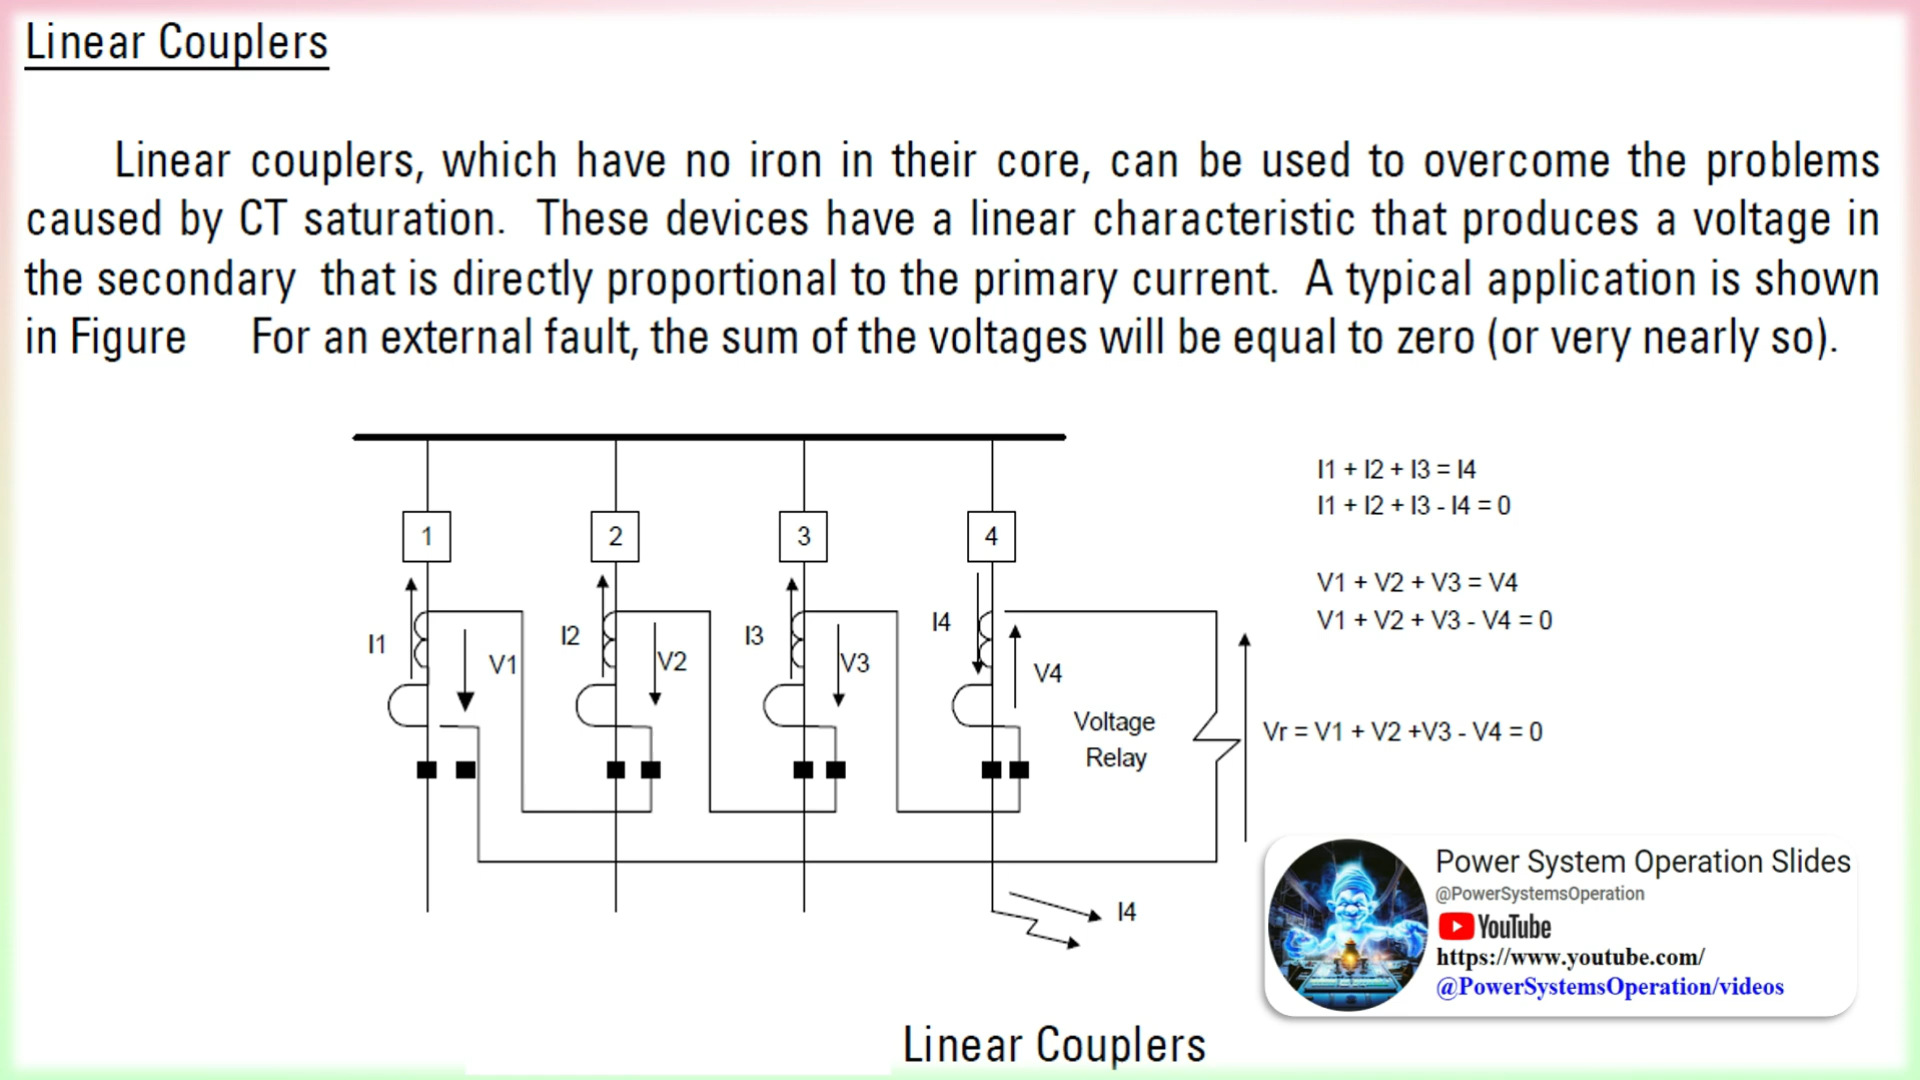 Linear Couplers
Linear couplers, which have no iron in their core, can be used to overcome the problems
caused by CT saturation. These devices have a linear characteristic that produces a voltage in
the secondary that is directly proportional to the primary current. A typical application is shown
in Figure For an external fault, the sum of the voltages will be equal to zero (or very nearly so).
I1 + I2 + I3 = I4
I1 + I2 + I3 - I4 = 0
1
2
3
4
V1 + V2 + V3 = V4
V1 + V2 + V3 - V4 = 0
I1
V1
I2
V2
I3
V3
I4
V4
Voltage
Relay
Vr = V1 + V2 +V3 - V4 = 0
I4
Power System Operation Slides
@PowerSystemsOperation
YouTube
https://www.youtube.com/
@PowerSystemsOperation/videos
Linear Couplers